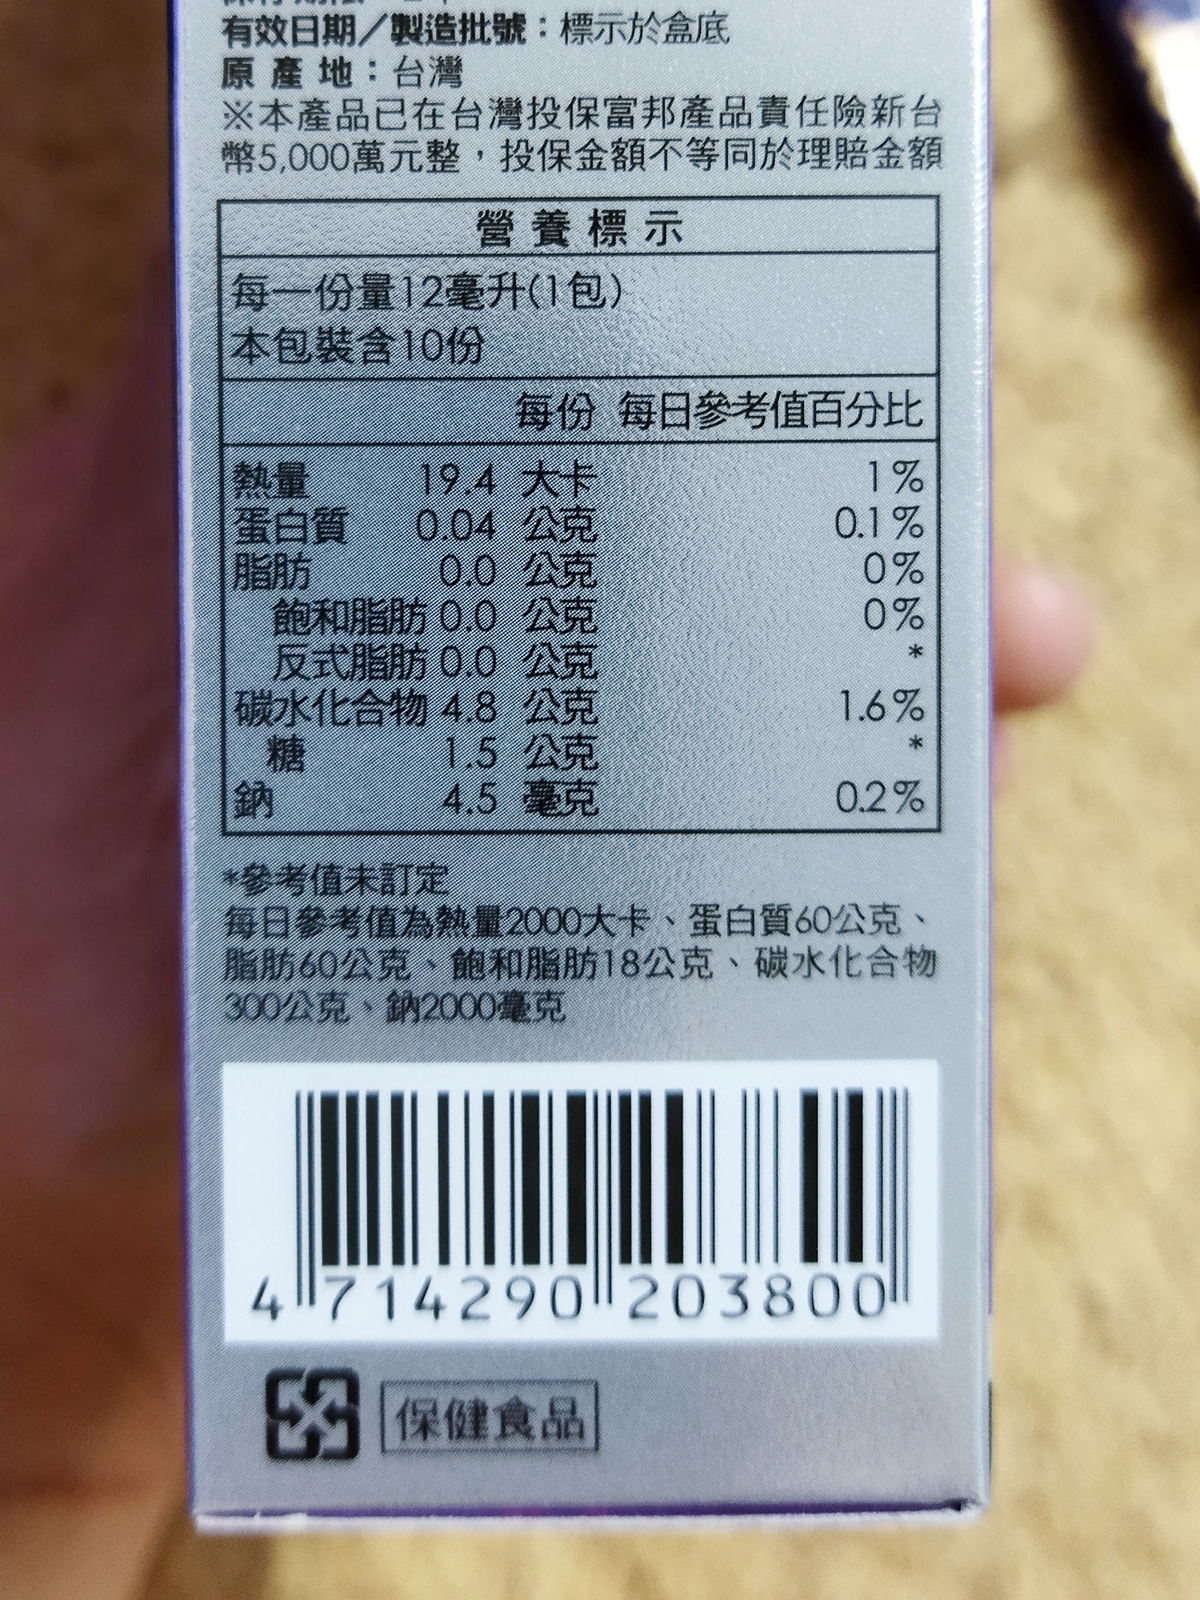 有效日期／製造批號：標示於盒底
原產地：台灣
※本產品已在台灣投保富邦產品責任險新台
幣5,000萬元整，投保金額不等同於理賠金額
營養標示
每一份量12毫升(1包)
本包裝含10份
每份 每日參考值百分比
熱量 19.4 大卡 1%
蛋白質 0.04 公克 0.1%
脂肪 0.0 公克 0%
飽和脂肪 0.0 公克 0%
反式脂肪 0.0 公克 *
碳水化合物 4.8 公克 1.6%
糖 1.5 公克 *
鈉 4.5 毫克 0.2%
*參考值未訂定
每日參考值為熱量2000大卡、蛋白質60公克、
脂肪60公克、飽和脂肪18公克、碳水化合物
300公克、鈉2000毫克
4 714290 203800
保健食品